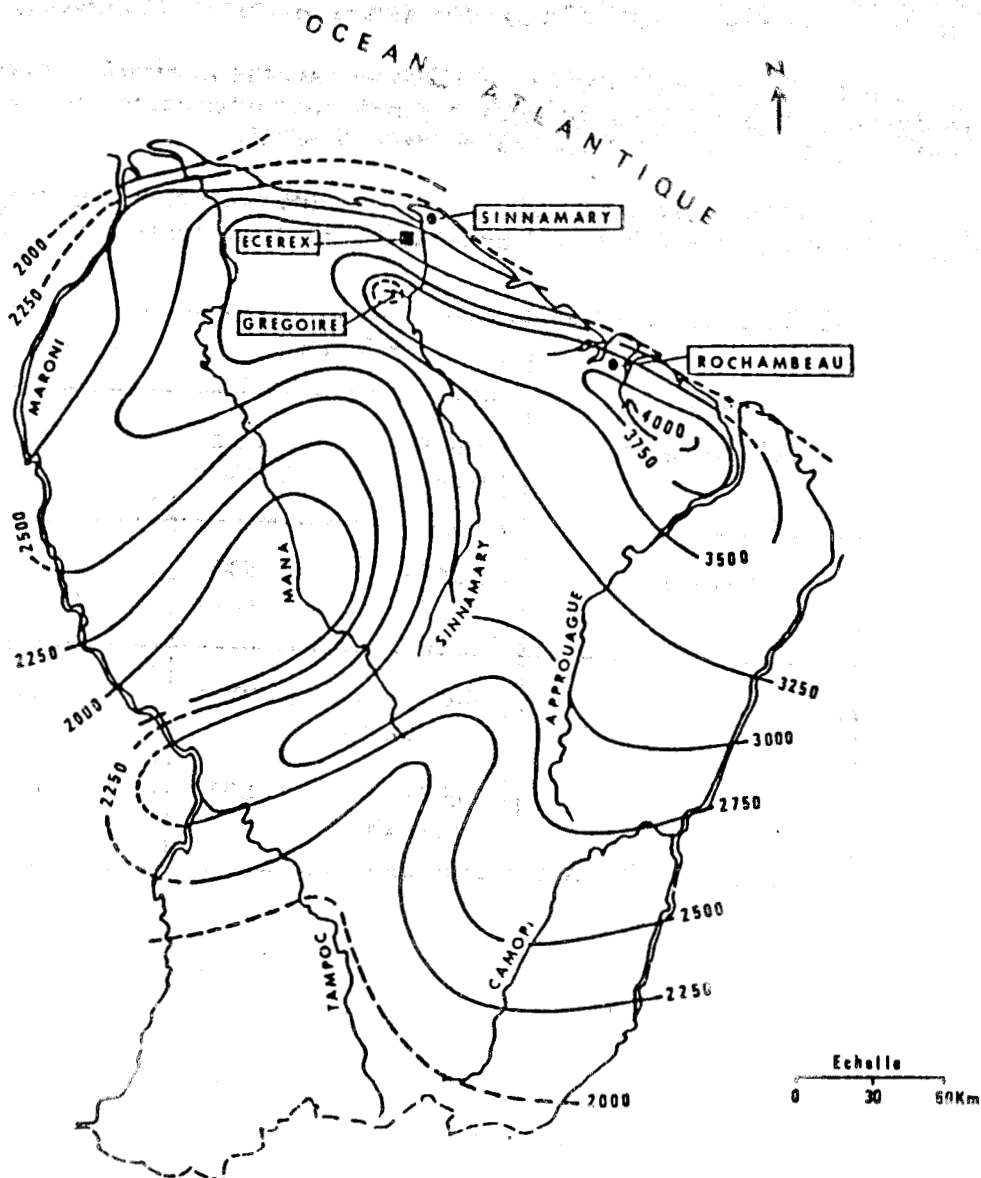 OCEAN ATLANTIQUE
N
SINNAMARY
ECEREX
2000
2250
GREGOIRE
ROCHAMBEAU
MARONI
4000
3750
2500
3500
MANA
SINNAMARY
APPROUAGUE
2250
3250
2000
3000
2250
2750
2500
CAMOPI
TAMPOC
2250
Echelle
2000
0 30 60Km